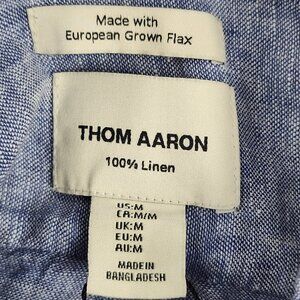 Made with
European Grown Flax
THOM AARON
100% Linen
US:M
CA:M/M
UK:M
EU:M
AU:M
MADE IN
BANGLADESH